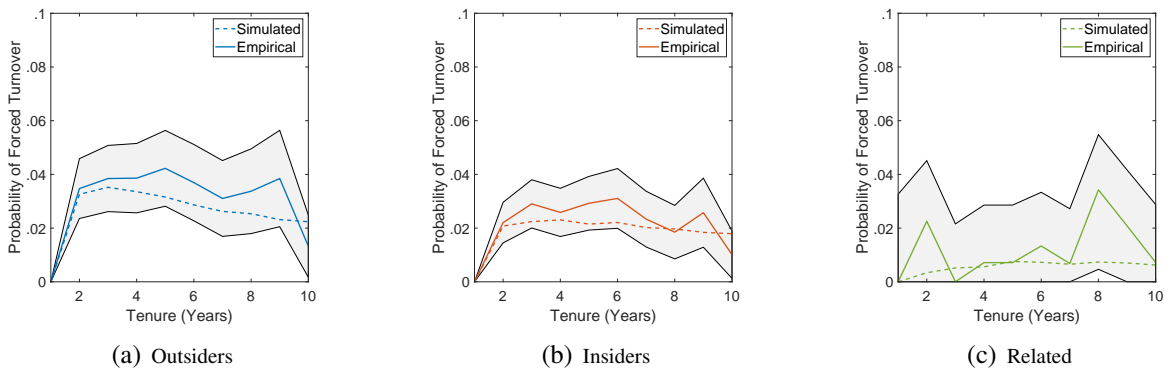 .1
.08
.06
.04
.02
0
Probability of Forced Turnover
Simulated
Empirical
2 4 6 8 10
Tenure (Years)
(a) Outsiders
.1
.08
.06
.04
.02
0
Probability of Forced Turnover
Simulated
Empirical
2 4 6 8 10
Tenure (Years)
(b) Insiders
.1
.08
.06
.04
.02
0
Probability of Forced Turnover
Simulated
Empirical
2 4 6 8 10
Tenure (Years)
(c) Related